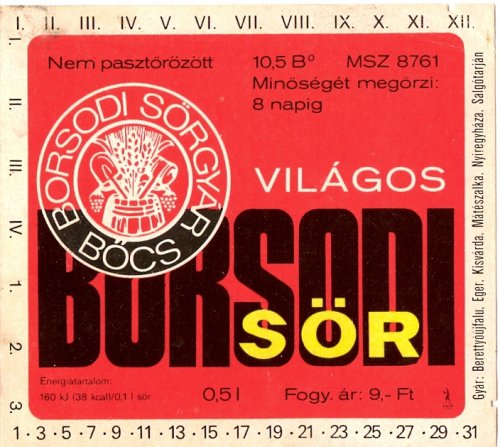 I. II. III. IV. V. VI. VII. VIII. IX. X. XI. XII.
I.
II.
III.
IV.
1.
2.
3.
Nem pasztőrözött
10,5 B° MSZ 8761
Minőségét megőrzi:
8 napig
BORSODI SÖRGYÁR
BŐCS
VILÁGOS
BORSODI
SÖR
Energiatartalom:
160 kJ (38 kcal)/0,1 l sör
0,5 l
Fogy. ár: 9,- Ft
Gyár: Berettyóújfalu, Eger, Kisvárda, Mátészalka, Nyíregyháza, Salgótarján
1 • 3 • 5 • 7 • 9 • 11 • 13 • 15 • 17 • 19 • 21 • 23 • 25 • 27 • 29 • 31